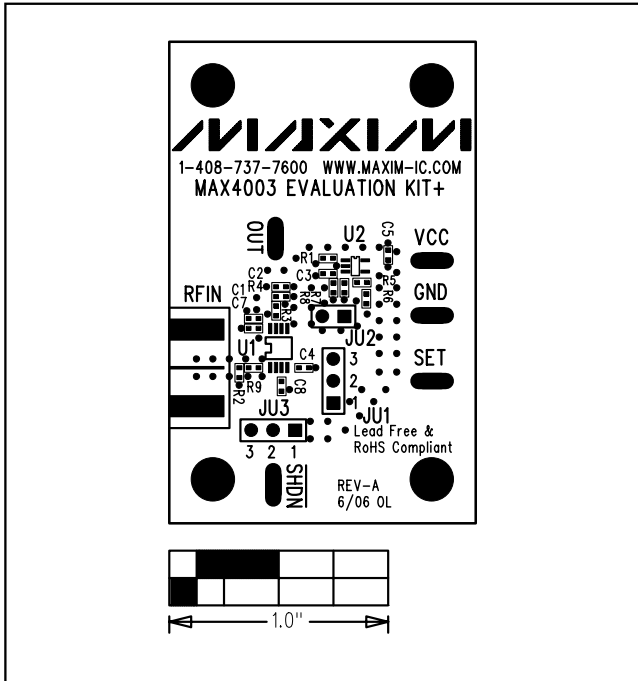 MAXIM
1-408-737-7600 WWW.MAXIM-IC.COM
MAX4003 EVALUATION KIT+
OUT
U2
C5
VCC
R1
C2
C3
R4
R5
C1
R6
GND
RFIN
C7
R8
R7
R3
JU2
U1
SET
C4
3
2
1
R2
R9
C8
JU3
JU1
Lead Free &
RoHS Compliant
3 2 1
SHDN
REV-A
6/06 OL
1.0"